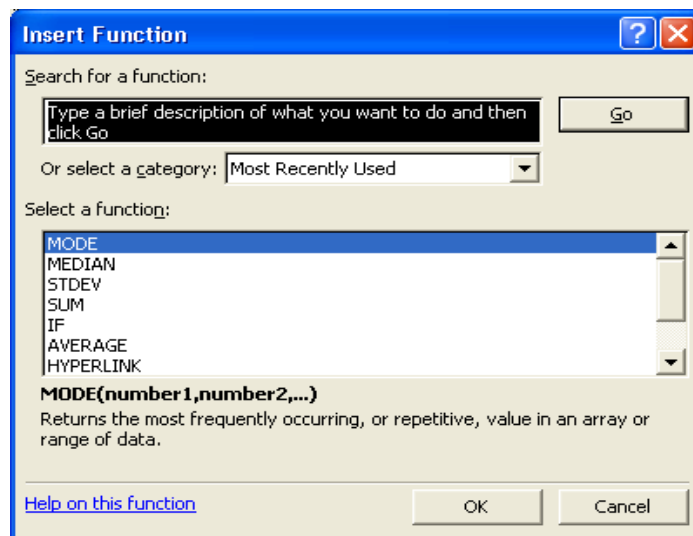 Insert Function
Search for a function:
Type a brief description of what you want to do and then
click Go
Go
Or select a category: Most Recently Used
Select a function:
MODE
MEDIAN
STDEV
SUM
IF
AVERAGE
HYPERLINK
MODE(number1,number2,...)
Returns the most frequently occurring, or repetitive, value in an array or
range of data.
Help on this function
OK
Cancel